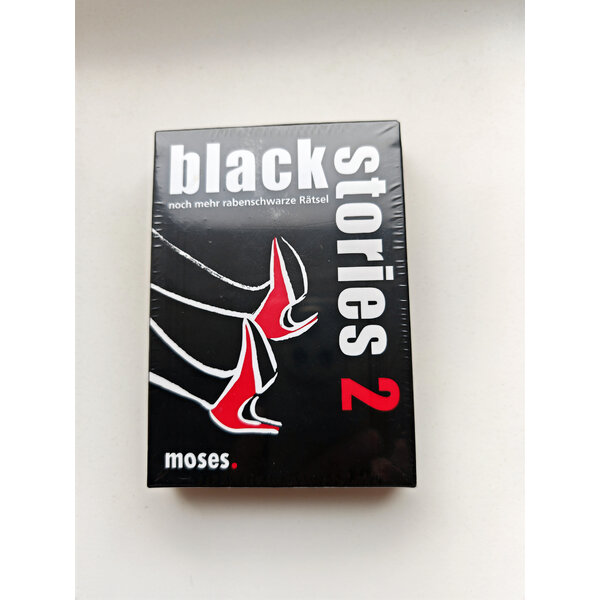 black
stories 2
noch mehr rabenschwarze Rätsel
moses.